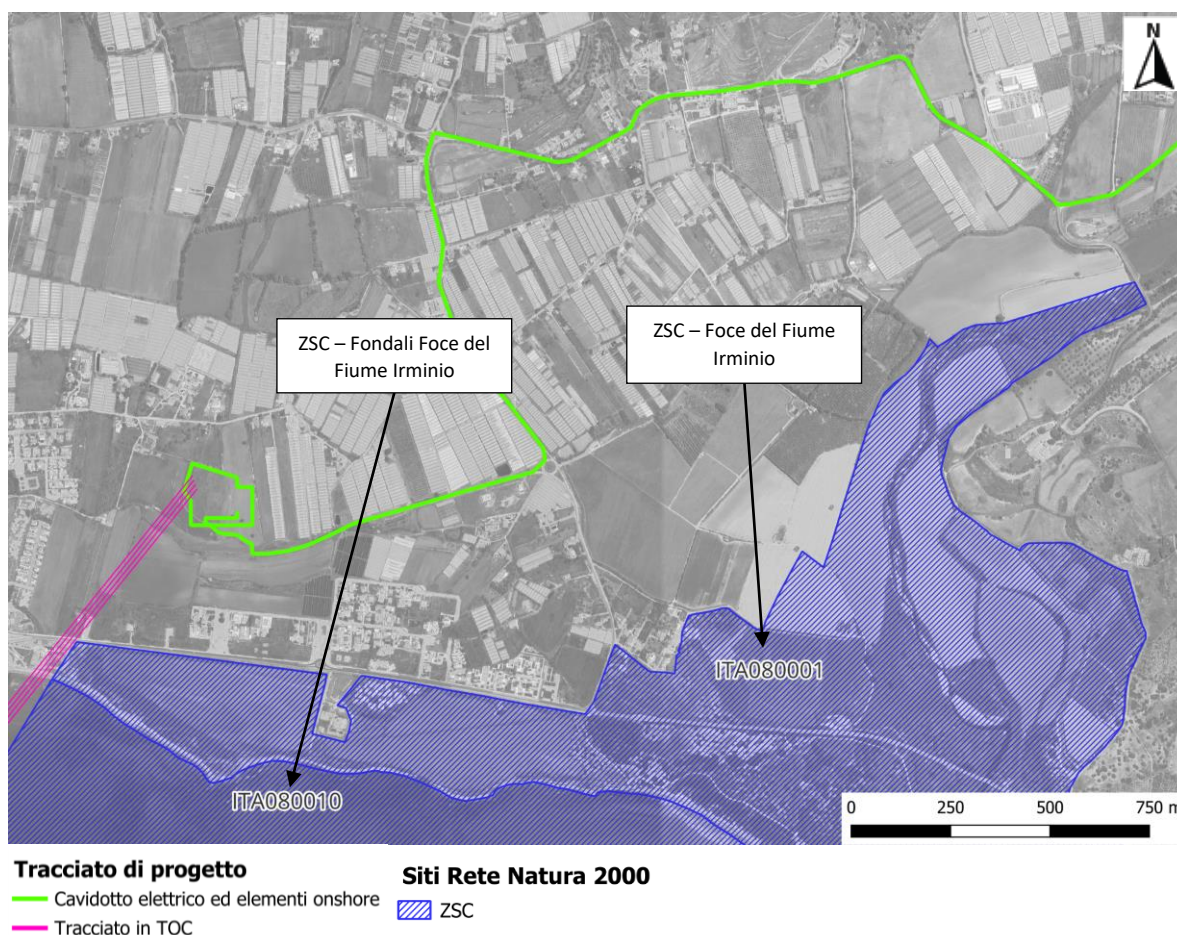 N
ZSC – Fondali Foce del
Fiume Irminio
ZSC – Foce del Fiume
Irminio
ITA080001
ITA080010
0 250 500 750 m
Tracciato di progetto
Cavidotto elettrico ed elementi onshore
Tracciato in TOC
Siti Rete Natura 2000
ZSC